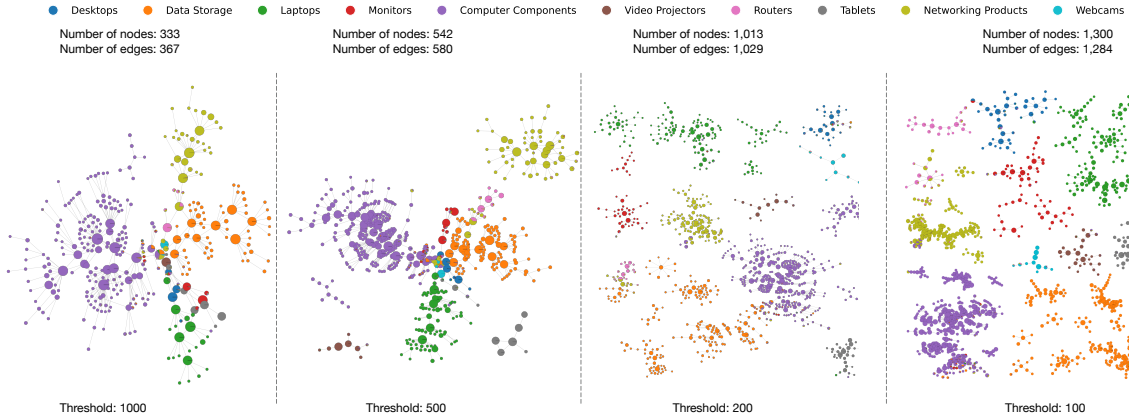 Desktops Data Storage Laptops Monitors Computer Components Video Projectors Routers Tablets Networking Products Webcams
Number of nodes: 333
Number of edges: 367
Number of nodes: 542
Number of edges: 580
Number of nodes: 1,013
Number of edges: 1,029
Number of nodes: 1,300
Number of edges: 1,284
Threshold: 1000
Threshold: 500
Threshold: 200
Threshold: 100